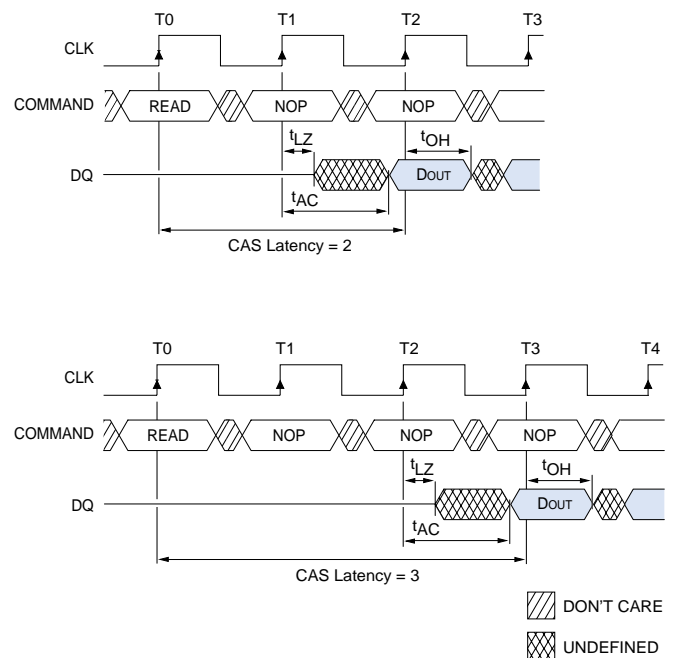 T0 T1 T2 T3
CLK
COMMAND READ NOP NOP
tLZ tOH
DQ DOUT
tAC
CAS Latency = 2
T0 T1 T2 T3 T4
CLK
COMMAND READ NOP NOP NOP
tLZ tOH
DQ DOUT
tAC
CAS Latency = 3
DON'T CARE
UNDEFINED